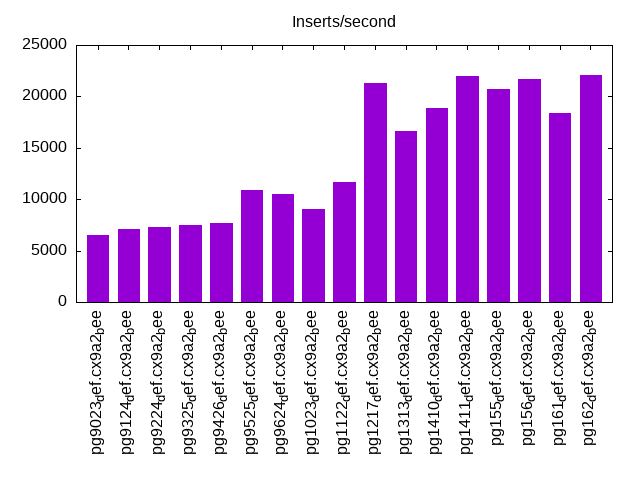 Inserts/second
25000
20000
15000
10000
5000
0
pg9023def.cx9a2bee
pg9124def.cx9a2bee
pg9224def.cx9a2bee
pg9325def.cx9a2bee
pg9426def.cx9a2bee
pg9525def.cx9a2bee
pg9624def.cx9a2bee
pg1023def.cx9a2bee
pg1122def.cx9a2bee
pg1217def.cx9a2bee
pg1313def.cx9a2bee
pg1410def.cx9a2bee
pg1411def.cx9a2bee
pg155def.cx9a2bee
pg156def.cx9a2bee
pg161def.cx9a2bee
pg162def.cx9a2bee